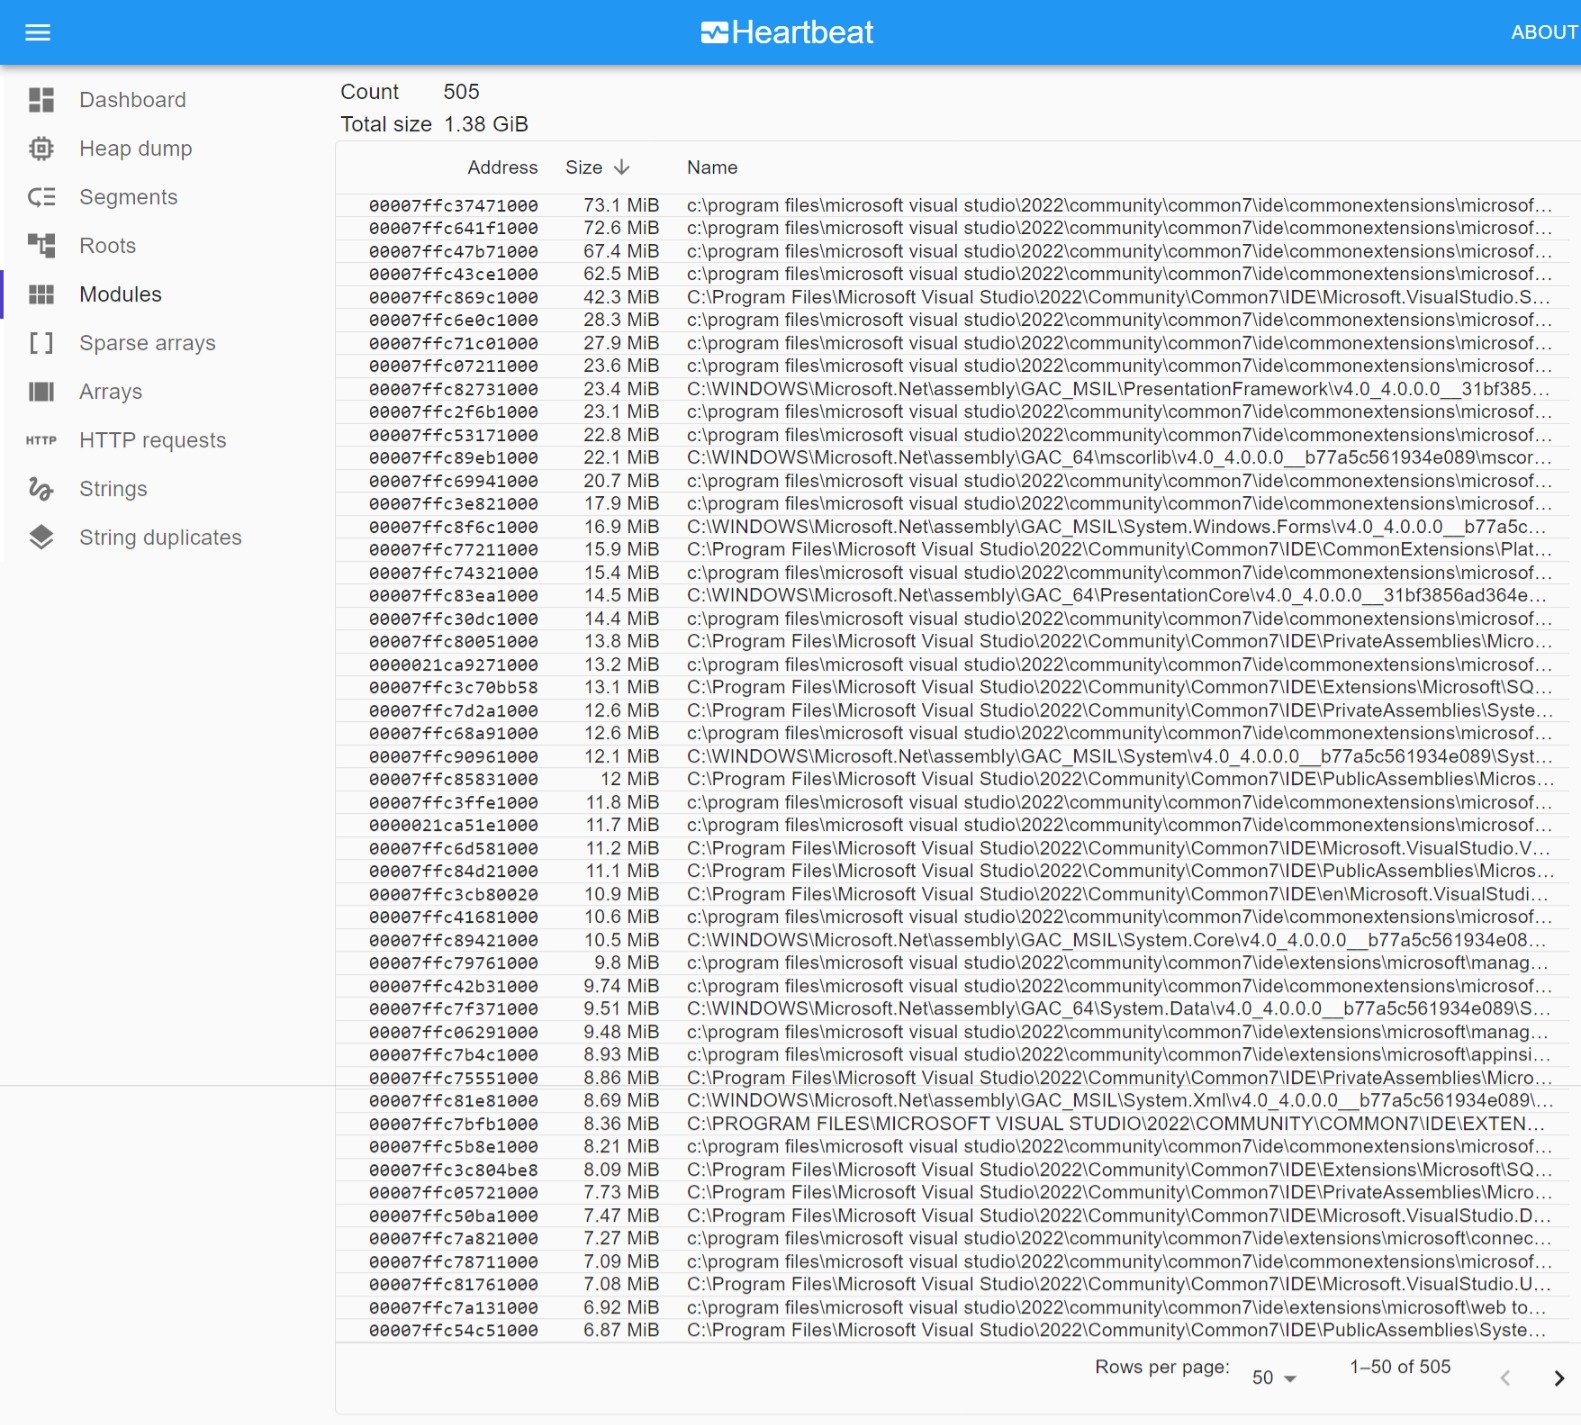 Heartbeat
ABOUT
Dashboard
Heap dump
Segments
Roots
Modules
Sparse arrays
Arrays
HTTP HTTP requests
Strings
String duplicates
Count 505
Total size 1.38 GiB
Address Size Name
00007ffc37471000 73.1 MiB c:\program files\microsoft visual studio\2022\community\common7\ide\commonextensions\microsof...
00007ffc641f1000 72.6 MiB c:\program files\microsoft visual studio\2022\community\common7\ide\commonextensions\microsof...
00007ffc47b71000 67.4 MiB c:\program files\microsoft visual studio\2022\community\common7\ide\commonextensions\microsof...
00007ffc43ce1000 62.5 MiB c:\program files\microsoft visual studio\2022\community\common7\ide\commonextensions\microsof...
00007ffc869c1000 42.3 MiB C:\Program Files\Microsoft Visual Studio\2022\Community\Common7\IDE\Microsoft.VisualStudio.S...
00007ffc6e0c1000 28.3 MiB c:\program files\microsoft visual studio\2022\community\common7\ide\commonextensions\microsof...
00007ffc71c01000 27.9 MiB c:\program files\microsoft visual studio\2022\community\common7\ide\commonextensions\microsof...
00007ffc07211000 23.6 MiB c:\program files\microsoft visual studio\2022\community\common7\ide\commonextensions\microsof...
00007ffc82731000 23.4 MiB C:\WINDOWS\Microsoft.Net\assembly\GAC_MSIL\PresentationFramework\v4.0_4.0.0.0__31bf385...
00007ffc2f6b1000 23.1 MiB c:\program files\microsoft visual studio\2022\community\common7\ide\commonextensions\microsof...
00007ffc53171000 22.8 MiB c:\program files\microsoft visual studio\2022\community\common7\ide\commonextensions\microsof...
00007ffc89eb1000 22.1 MiB C:\WINDOWS\Microsoft.Net\assembly\GAC_64\mscorlib\v4.0_4.0.0.0__b77a5c561934e089\mscor...
00007ffc69941000 20.7 MiB c:\program files\microsoft visual studio\2022\community\common7\ide\commonextensions\microsof...
00007ffc3e821000 17.9 MiB c:\program files\microsoft visual studio\2022\community\common7\ide\commonextensions\microsof...
00007ffc8f6c1000 16.9 MiB C:\WINDOWS\Microsoft.Net\assembly\GAC_MSIL\System.Windows.Forms\v4.0_4.0.0.0__b77a5c...
00007ffc77211000 15.9 MiB C:\Program Files\Microsoft Visual Studio\2022\Community\Common7\IDE\CommonExtensions\Plat...
00007ffc74321000 15.4 MiB c:\program files\microsoft visual studio\2022\community\common7\ide\commonextensions\microsof...
00007ffc83ea1000 14.5 MiB C:\WINDOWS\Microsoft.Net\assembly\GAC_64\PresentationCore\v4.0_4.0.0.0__31bf3856ad364e...
00007ffc30dc1000 14.4 MiB c:\program files\microsoft visual studio\2022\community\common7\ide\commonextensions\microsof...
00007ffc80051000 13.8 MiB C:\Program Files\Microsoft Visual Studio\2022\Community\Common7\IDE\PrivateAssemblies\Micro...
0000021ca9271000 13.2 MiB c:\program files\microsoft visual studio\2022\community\common7\ide\commonextensions\microsof...
00007ffc3c70bb58 13.1 MiB C:\Program Files\Microsoft Visual Studio\2022\Community\Common7\IDE\Extensions\Microsoft\SQ...
00007ffc7d2a1000 12.6 MiB C:\Program Files\Microsoft Visual Studio\2022\Community\Common7\IDE\PrivateAssemblies\Syste...
00007ffc68a91000 12.6 MiB c:\program files\microsoft visual studio\2022\community\common7\ide\commonextensions\microsof...
00007ffc90961000 12.1 MiB C:\WINDOWS\Microsoft.Net\assembly\GAC_MSIL\System\v4.0_4.0.0.0__b77a5c561934e089\Syst...
00007ffc85831000 12 MiB C:\Program Files\Microsoft Visual Studio\2022\Community\Common7\IDE\PublicAssemblies\Micros...
00007ffc3ffe1000 11.8 MiB c:\program files\microsoft visual studio\2022\community\common7\ide\commonextensions\microsof...
0000021ca51e1000 11.7 MiB c:\program files\microsoft visual studio\2022\community\common7\ide\commonextensions\microsof...
00007ffc6d581000 11.2 MiB C:\Program Files\Microsoft Visual Studio\2022\Community\Common7\IDE\Microsoft.VisualStudio.V...
00007ffc84d21000 11.1 MiB C:\Program Files\Microsoft Visual Studio\2022\Community\Common7\IDE\PublicAssemblies\Micros...
00007ffc3cb80020 10.9 MiB C:\Program Files\Microsoft Visual Studio\2022\Community\Common7\IDE\en\Microsoft.VisualStudi...
00007ffc41681000 10.6 MiB c:\program files\microsoft visual studio\2022\community\common7\ide\commonextensions\microsof...
00007ffc89421000 10.5 MiB C:\WINDOWS\Microsoft.Net\assembly\GAC_MSIL\System.Core\v4.0_4.0.0.0__b77a5c561934e08...
00007ffc79761000 9.8 MiB c:\program files\microsoft visual studio\2022\community\common7\ide\extensions\microsoft\manag...
00007ffc42b31000 9.74 MiB c:\program files\microsoft visual studio\2022\community\common7\ide\commonextensions\microsof...
00007ffc7f371000 9.51 MiB C:\WINDOWS\Microsoft.Net\assembly\GAC_64\System.Data\v4.0_4.0.0.0__b77a5c561934e089\S...
00007ffc06291000 9.48 MiB c:\program files\microsoft visual studio\2022\community\common7\ide\extensions\microsoft\manag...
00007ffc7b4c1000 8.93 MiB c:\program files\microsoft visual studio\2022\community\common7\ide\extensions\microsoft\appinsi...
00007ffc75551000 8.86 MiB C:\Program Files\Microsoft Visual Studio\2022\Community\Common7\IDE\PrivateAssemblies\Micro...
00007ffc81e81000 8.69 MiB C:\WINDOWS\Microsoft.Net\assembly\GAC_MSIL\System.Xml\v4.0_4.0.0.0__b77a5c561934e089\...
00007ffc7bfb1000 8.36 MiB C:\PROGRAM FILES\MICROSOFT VISUAL STUDIO\2022\COMMUNITY\COMMON7\IDE\EXTEN...
00007ffc5b8e1000 8.21 MiB c:\program files\microsoft visual studio\2022\community\common7\ide\commonextensions\microsof...
00007ffc3c804be8 8.09 MiB C:\Program Files\Microsoft Visual Studio\2022\Community\Common7\IDE\Extensions\Microsoft\SQ...
00007ffc05721000 7.73 MiB C:\Program Files\Microsoft Visual Studio\2022\Community\Common7\IDE\PrivateAssemblies\Micro...
00007ffc50ba1000 7.47 MiB C:\Program Files\Microsoft Visual Studio\2022\Community\Common7\IDE\Microsoft.VisualStudio.D...
00007ffc7a821000 7.27 MiB c:\program files\microsoft visual studio\2022\community\common7\ide\extensions\microsoft\connec...
00007ffc78711000 7.09 MiB c:\program files\microsoft visual studio\2022\community\common7\ide\commonextensions\microsof...
00007ffc81761000 7.08 MiB C:\Program Files\Microsoft Visual Studio\2022\Community\Common7\IDE\Microsoft.VisualStudio.U...
00007ffc7a131000 6.92 MiB c:\program files\microsoft visual studio\2022\community\common7\ide\extensions\microsoft\web to...
00007ffc54c51000 6.87 MiB C:\Program Files\Microsoft Visual Studio\2022\Community\Common7\IDE\PublicAssemblies\Syste...
Rows per page: 50 1–50 of 505